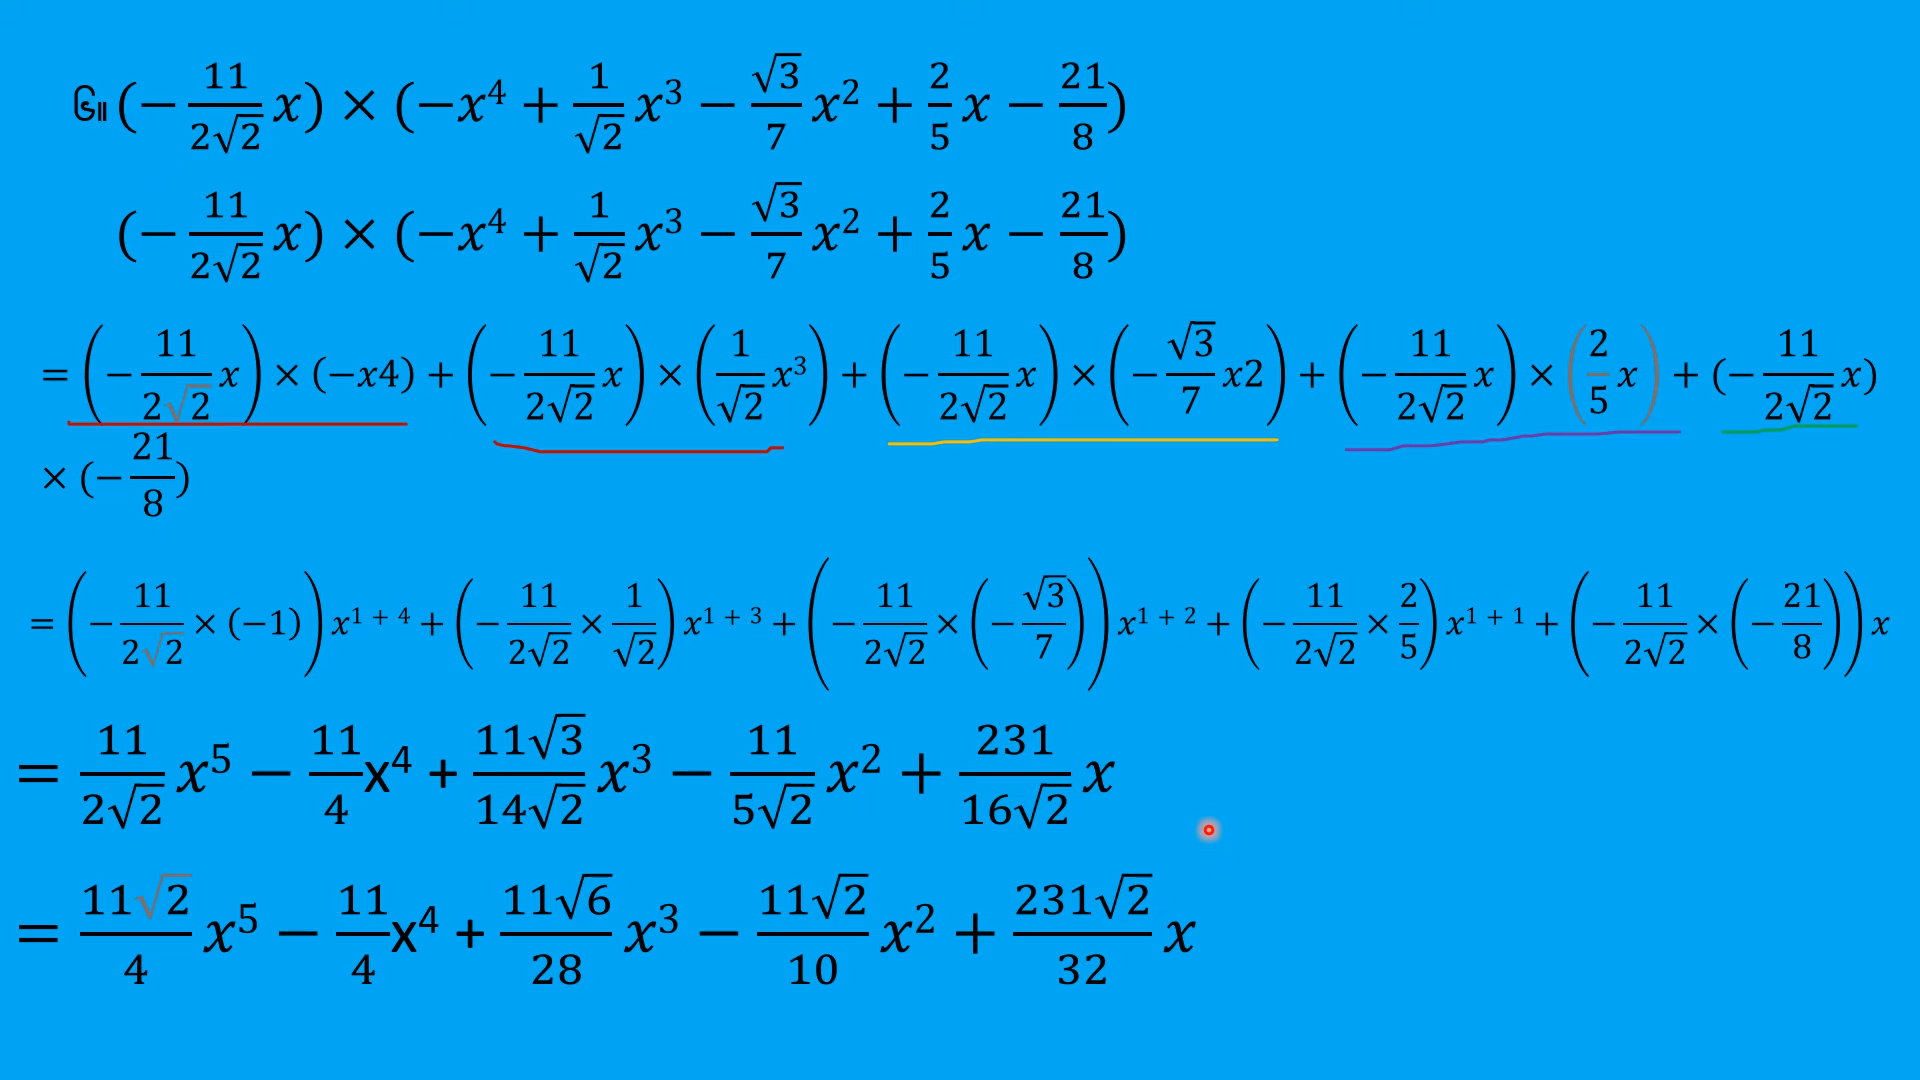 ဇ။ (−11/(2√2) x) × (−x⁴ + 1/√2 x³ − √3/7 x² + 2/5 x − 21/8)
(−11/(2√2) x) × (−x⁴ + 1/√2 x³ − √3/7 x² + 2/5 x − 21/8)
= (−11/(2√2) x) × (−x4) + (−11/(2√2) x) × (1/√2 x³) + (−11/(2√2) x) × (−√3/7 x2) + (−11/(2√2) x) × (2/5 x) + (−11/(2√2) x)
× (−21/8)
= (−11/(2√2) × (−1)) x¹⁺⁴ + (−11/(2√2) × 1/√2) x¹⁺³ + (−11/(2√2) × (−√3/7)) x¹⁺² + (−11/(2√2) × 2/5) x¹⁺¹ + (−11/(2√2) × (−21/8)) x
= 11/(2√2) x⁵ − 11/4 x⁴ + 11√3/(14√2) x³ − 11/(5√2) x² + 231/(16√2) x
= 11√2/4 x⁵ − 11/4 x⁴ + 11√6/28 x³ − 11√2/10 x² + 231√2/32 x